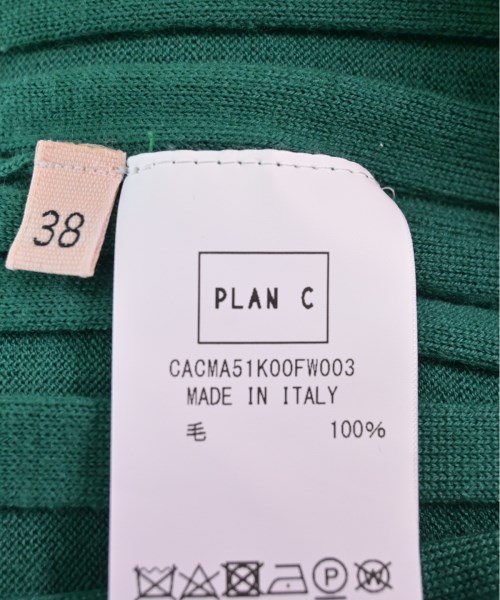 38
PLAN C
CACMA51K00FW003
MADE IN ITALY
毛 100%
P W